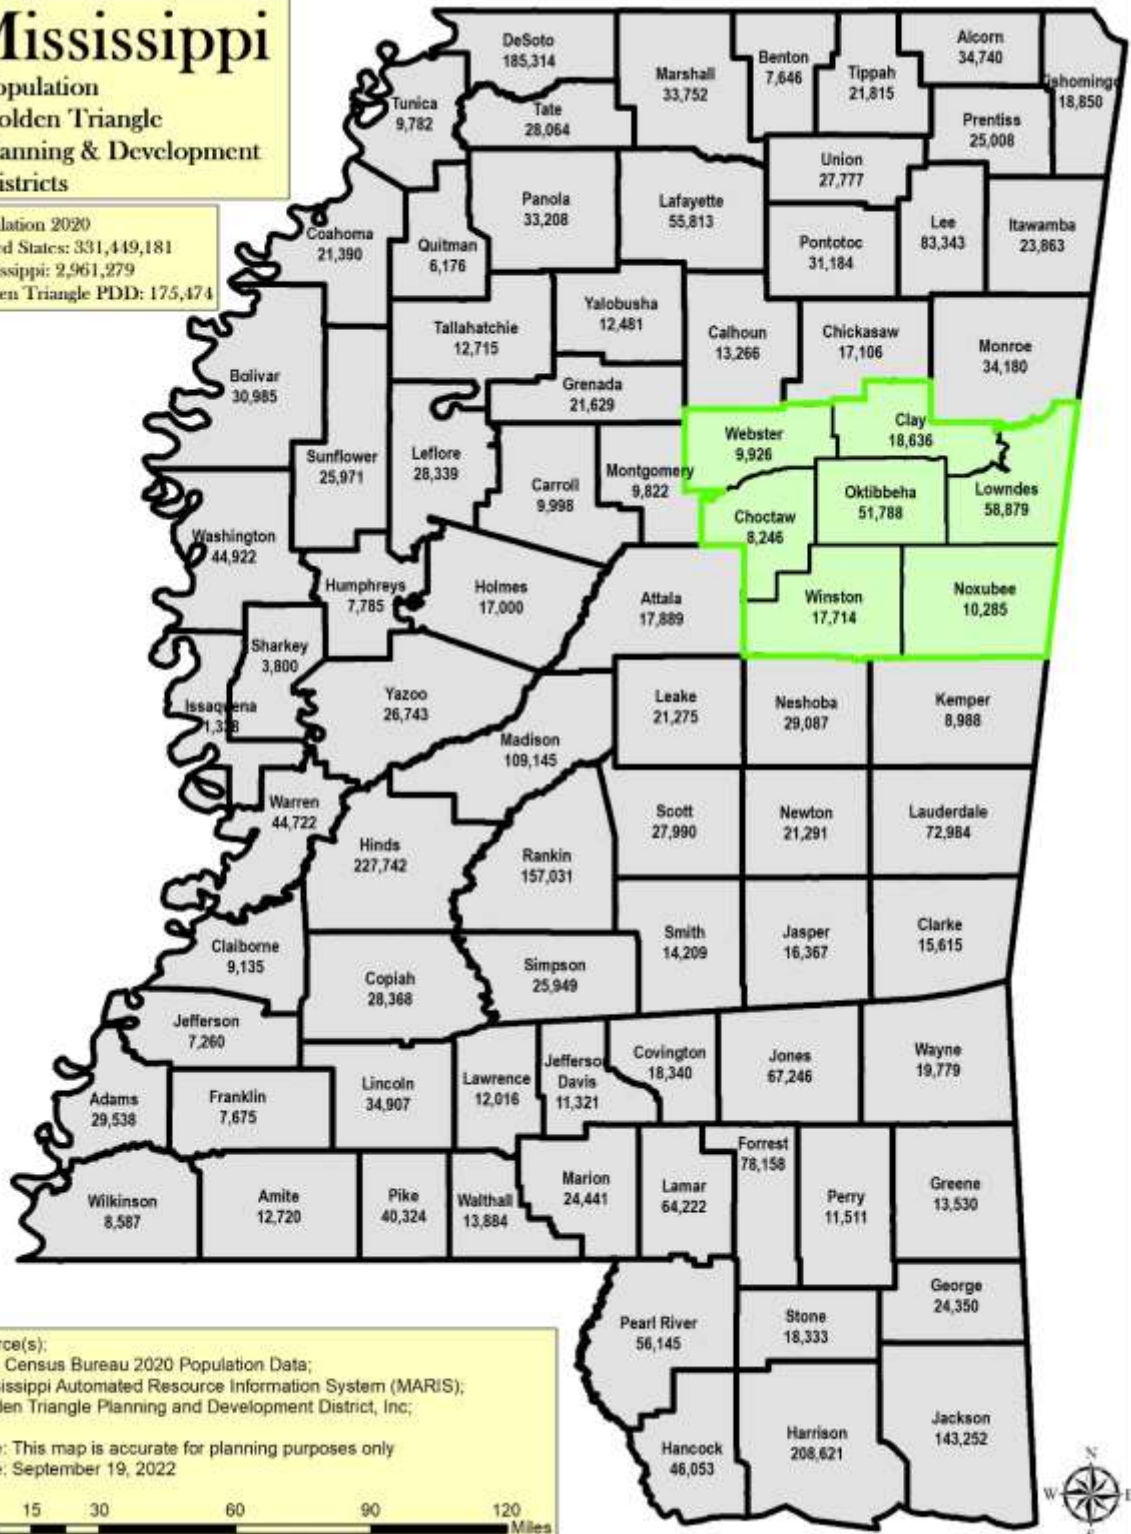 Mississippi
opulation
olden Triangle
anning & Development
istricts
lation 2020
ed States: 331,449,181
ssippi: 2,961,279
en Triangle PDD: 175,474
DeSoto
185,314
Marshall
33,752
Benton
7,646
Tippah
21,815
Alcorn
34,740
ishomingo
18,850
Tunica
9,782
Tate
28,064
Prentiss
25,008
Union
27,777
Panola
33,208
Lafayette
55,813
Coahoma
21,390
Quitman
6,176
Pontotoc
31,184
Lee
83,343
Itawamba
23,863
Tallahatchie
12,715
Yalobusha
12,481
Calhoun
13,266
Chickasaw
17,106
Monroe
34,180
Bolivar
30,985
Grenada
21,629
Sunflower
25,971
Leflore
28,339
Carroll
9,998
Montgomery
9,822
Webster
9,926
Clay
18,636
Choctaw
8,246
Oktibbeha
51,788
Lowndes
58,879
Washington
44,922
Humphreys
7,785
Holmes
17,000
Attala
17,889
Winston
17,714
Noxubee
10,285
Sharkey
3,800
Issaquena
1,338
Yazoo
26,743
Madison
109,145
Leake
21,275
Neshoba
29,087
Kemper
8,988
Warren
44,722
Hinds
227,742
Rankin
157,031
Scott
27,990
Newton
21,291
Lauderdale
72,984
Claiborne
9,135
Copiah
28,368
Simpson
25,949
Smith
14,209
Jasper
16,367
Clarke
15,615
Jefferson
7,260
Adams
29,538
Franklin
7,675
Lincoln
34,907
Lawrence
12,016
Jefferso
Davis
11,321
Covington
18,340
Jones
67,246
Wayne
19,779
Wilkinson
8,587
Amite
12,720
Pike
40,324
Walthall
13,884
Marion
24,441
Lamar
64,222
Forrest
78,158
Perry
11,511
Greene
13,530
Pearl River
56,145
Stone
18,333
George
24,350
Hancock
46,053
Harrison
208,621
Jackson
143,252
rce(s):
Census Bureau 2020 Population Data;
sissippi Automated Resource Information System (MARIS);
den Triangle Planning and Development District, Inc;
e: This map is accurate for planning purposes only
e: September 19, 2022
15 30 60 90 120
Miles
N
W E